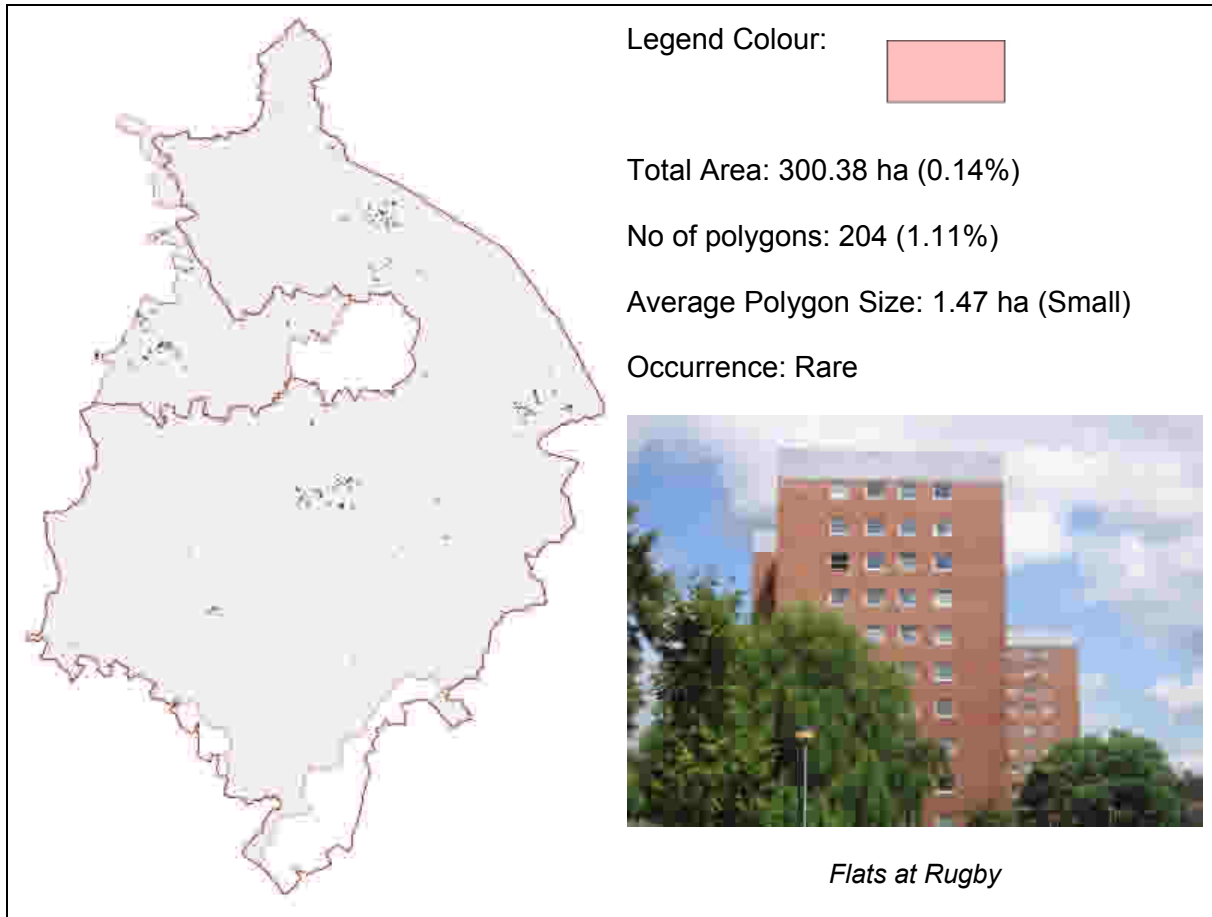 Legend Colour:
Total Area: 300.38 ha (0.14%)
No of polygons: 204 (1.11%)
Average Polygon Size: 1.47 ha (Small)
Occurrence: Rare
Flats at Rugby